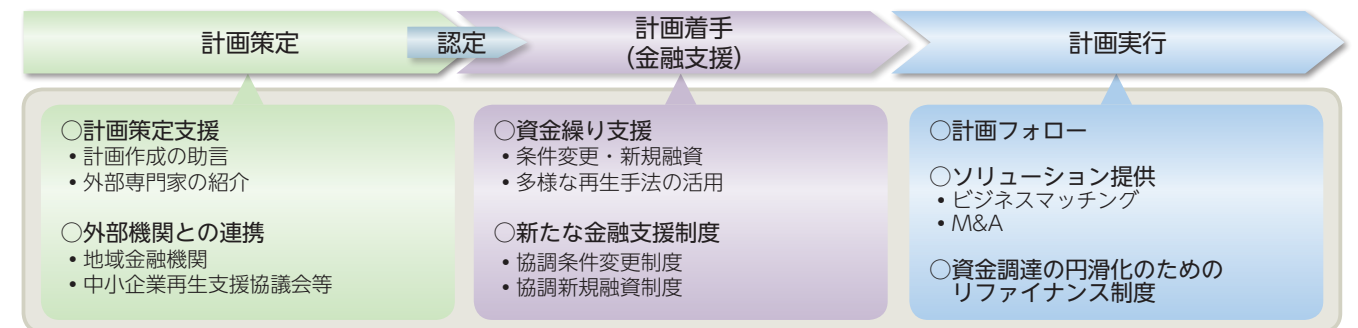 計画策定
認定
計画着手
(金融支援)
計画実行
○計画策定支援
•計画作成の助言
•外部専門家の紹介
○外部機関との連携
•地域金融機関
•中小企業再生支援協議会等
○資金繰り支援
•条件変更・新規融資
•多様な再生手法の活用
○新たな金融支援制度
•協調条件変更制度
•協調新規融資制度
○計画フォロー
○ソリューション提供
•ビジネスマッチング
•M&A
○資金調達の円滑化のための
リファイナンス制度